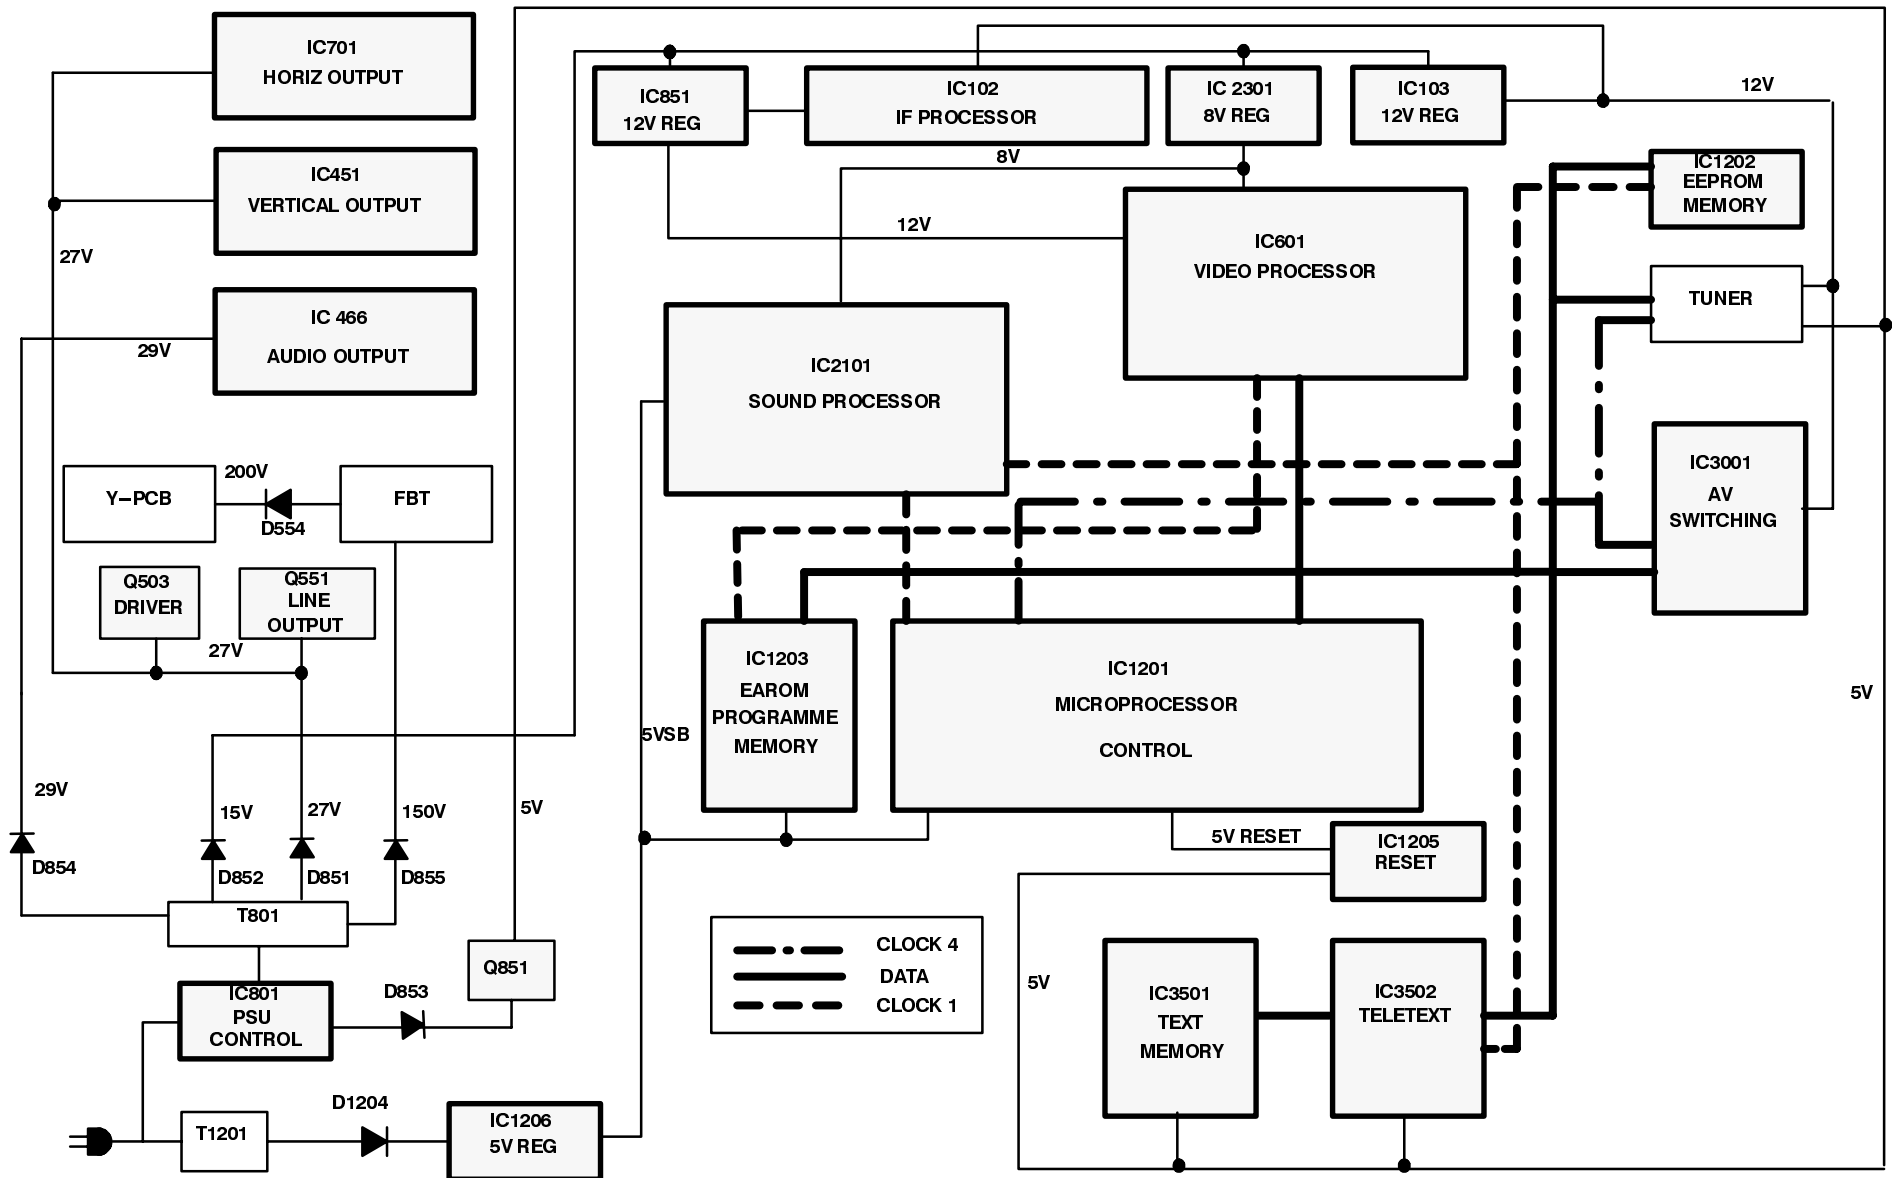 IC701
HORIZ OUTPUT
IC451
VERTICAL OUTPUT
27V
IC 466
AUDIO OUTPUT
29V
Y–PCB
200V
D554
FBT
Q503
DRIVER
Q551
LINE
OUTPUT
27V
29V
15V
27V
150V
5V
D854
D852
D851
D855
T801
IC801
PSU
CONTROL
D853
Q851
T1201
D1204
IC1206
5V REG
IC851
12V REG
IC102
IF PROCESSOR
IC 2301
8V REG
IC103
12V REG
12V
8V
12V
IC1202
EEPROM
MEMORY
IC601
VIDEO PROCESSOR
TUNER
IC2101
SOUND PROCESSOR
IC3001
AV
SWITCHING
IC1203
EAROM
PROGRAMME
MEMORY
5VSB
IC1201
MICROPROCESSOR
CONTROL
5V
5V RESET
IC1205
RESET
CLOCK 4
DATA
CLOCK 1
5V
IC3501
TEXT
MEMORY
IC3502
TELETEXT